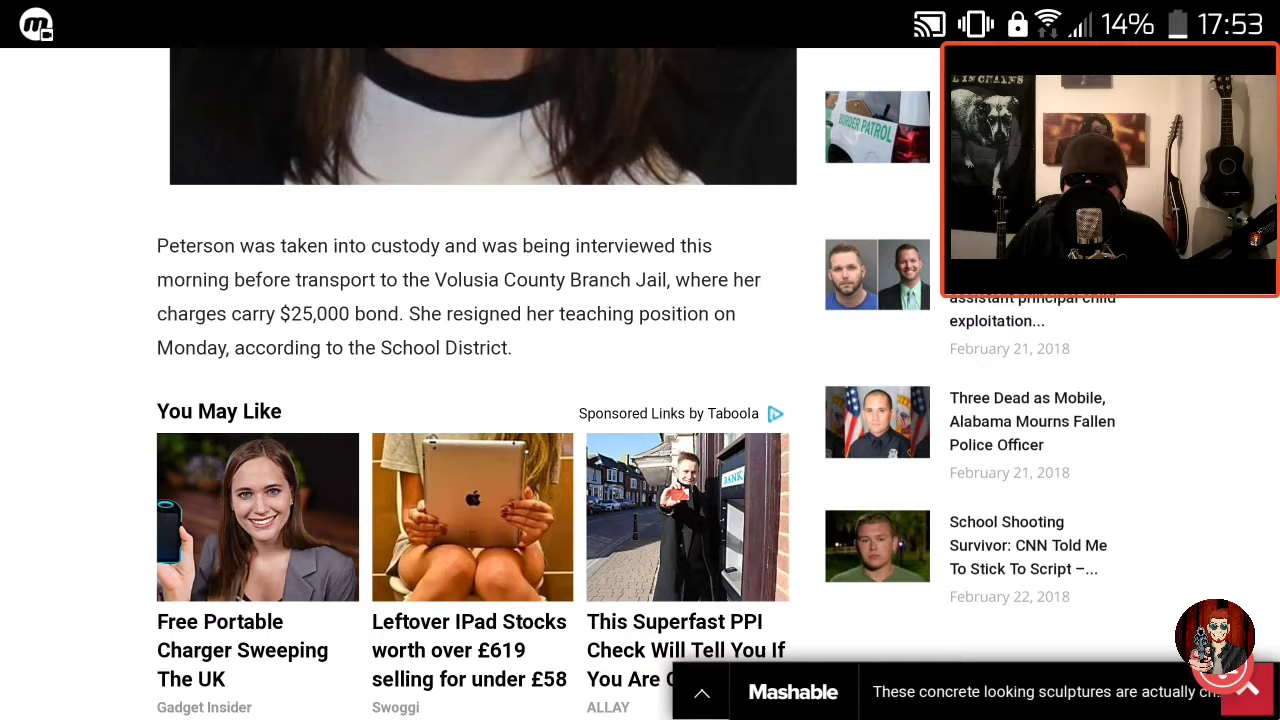 14%
17:53
BORDER PATROL
Peterson was taken into custody and was being interviewed this
morning before transport to the Volusia County Branch Jail, where her
charges carry $25,000 bond. She resigned her teaching position on
Monday, according to the School District.
assistant principal child
exploitation...
February 21, 2018
Three Dead as Mobile,
Alabama Mourns Fallen
Police Officer
February 21, 2018
School Shooting
Survivor: CNN Told Me
To Stick To Script –...
February 22, 2018
You May Like
Sponsored Links by Taboola
BANK
Free Portable
Charger Sweeping
The UK
Gadget Insider
Leftover IPad Stocks
worth over £619
selling for under £58
Swoggi
This Superfast PPI
Check Will Tell You If
You Are
ALLAY
Mashable
These concrete looking sculptures are actually